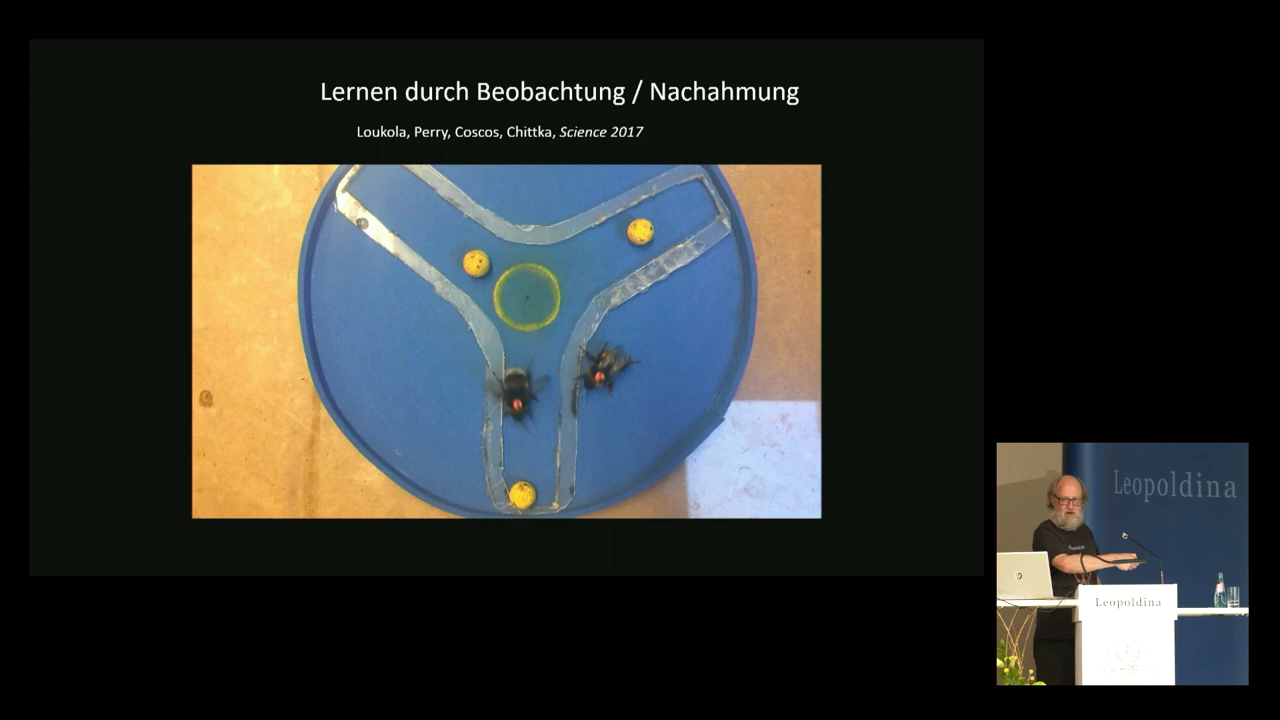 Lernen durch Beobachtung / Nachahmung
Loukola, Perry, Coscos, Chittka, Science 2017
Leopoldina
Leopoldina